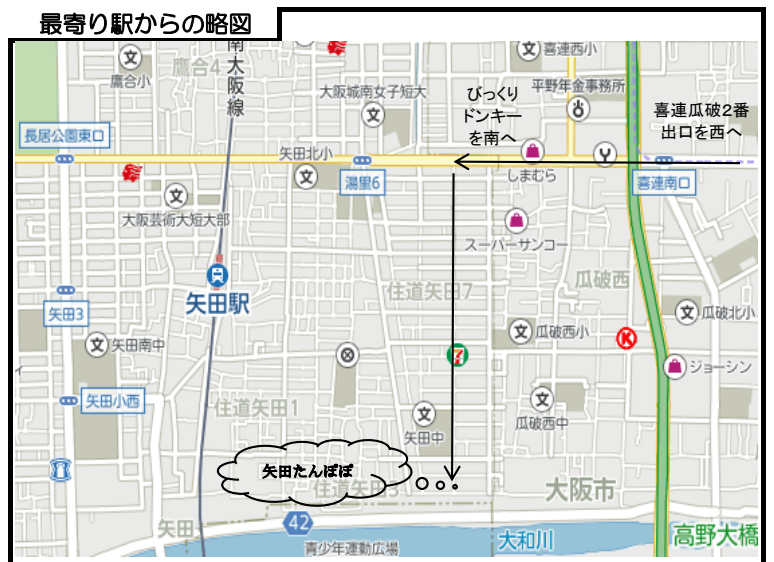 最寄り駅からの略図
喜連西小
鷹合小
鷹合4
南大阪線
大阪城南女子短大
平野年金事務所
びっくり
ドンキー
を南へ
喜連瓜破2番
出口を西へ
長居公園東口
矢田北小
湯里6
しまむら
喜連南口
大阪芸術大短大部
スーパーサンコー
矢田駅
住道矢田7
瓜破西
矢田3
瓜破北小
矢田南中
瓜破西小
ジョーシン
矢田小西
住道矢田1
矢田中
瓜破西中
矢田たんぽぽ
住道矢田3
大阪市
矢田
42
青少年運動広場
大和川
高野大橋